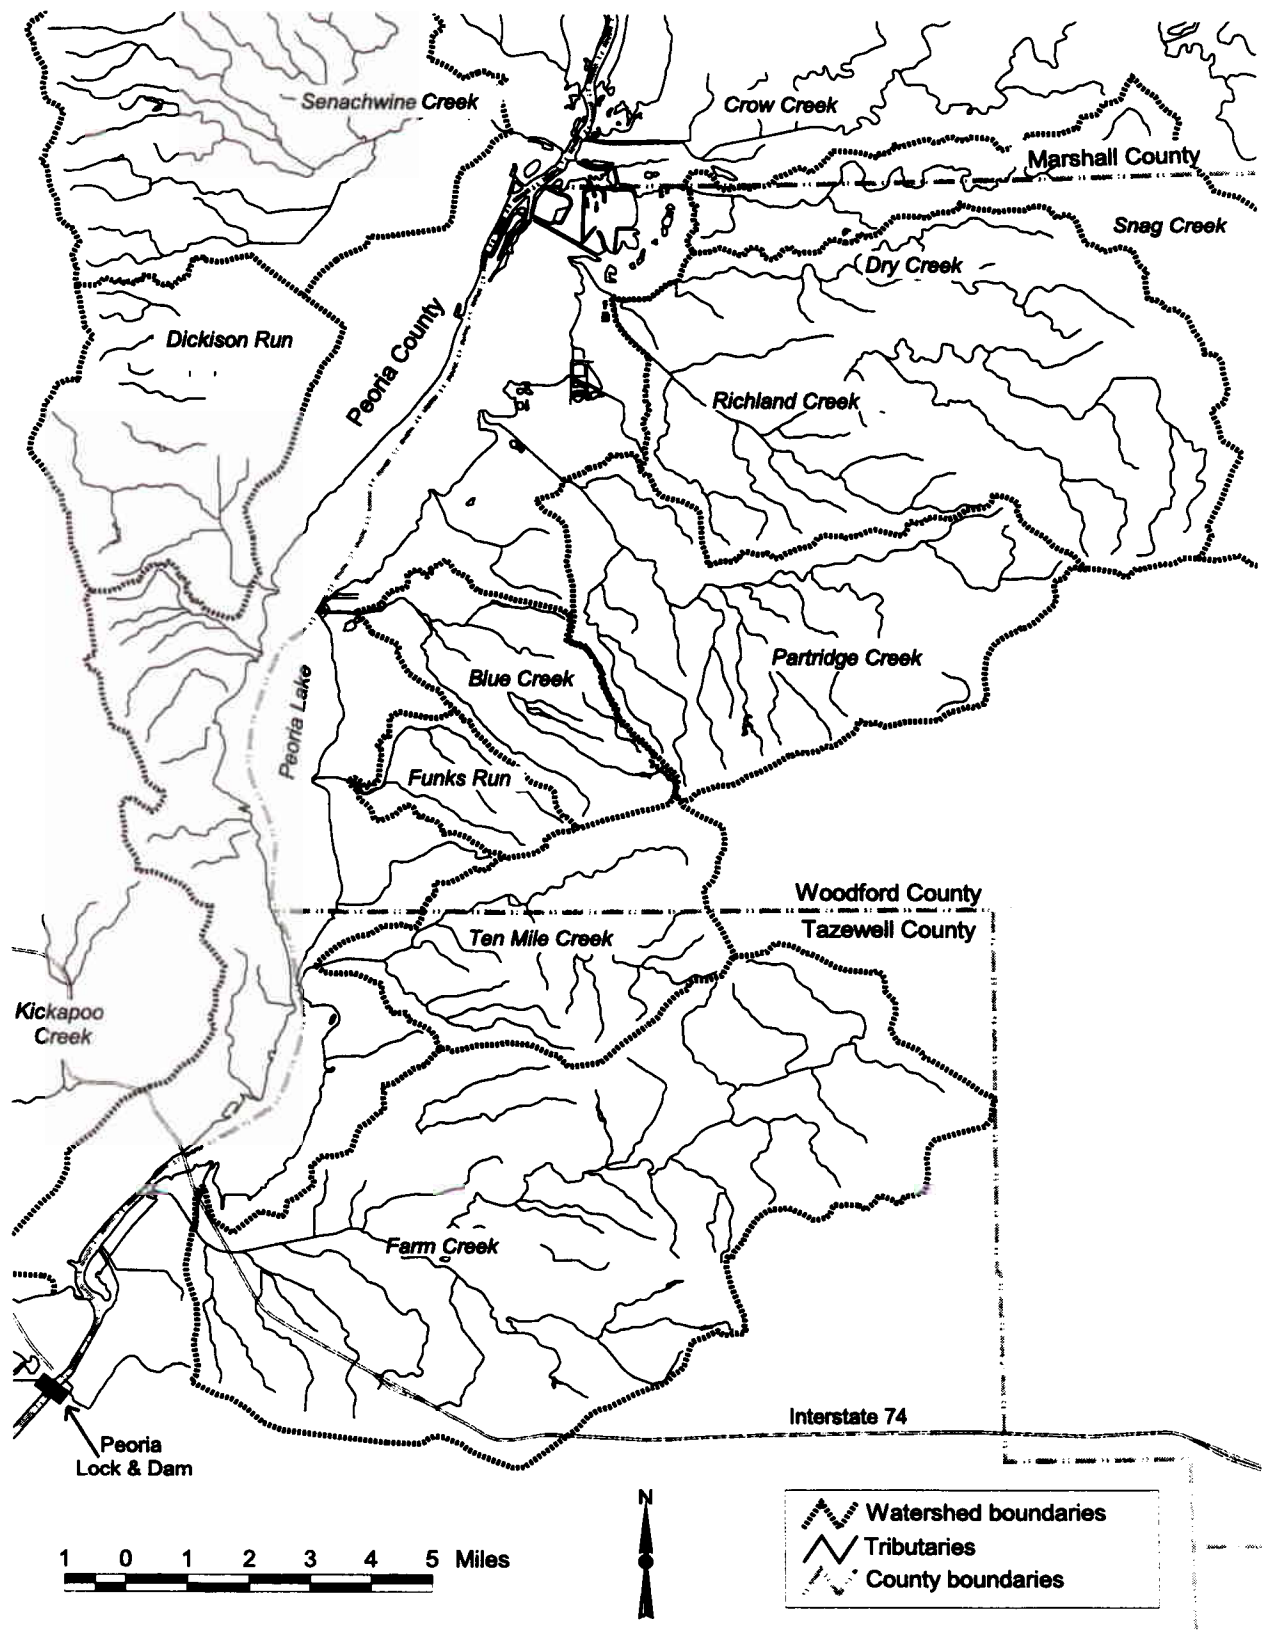 Senachwine Creek
Crow Creek
Marshall County
Snag Creek
Dry Creek
Dickison Run
Peoria County
Richland Creek
Partridge Creek
Blue Creek
Peoria Lake
Funks Run
Woodford County
Tazewell County
Ten Mile Creek
Kickapoo
Creek
Farm Creek
Interstate 74
Peoria
Lock & Dam
N
Watershed boundaries
Tributaries
County boundaries
1 0 1 2 3 4 5 Miles